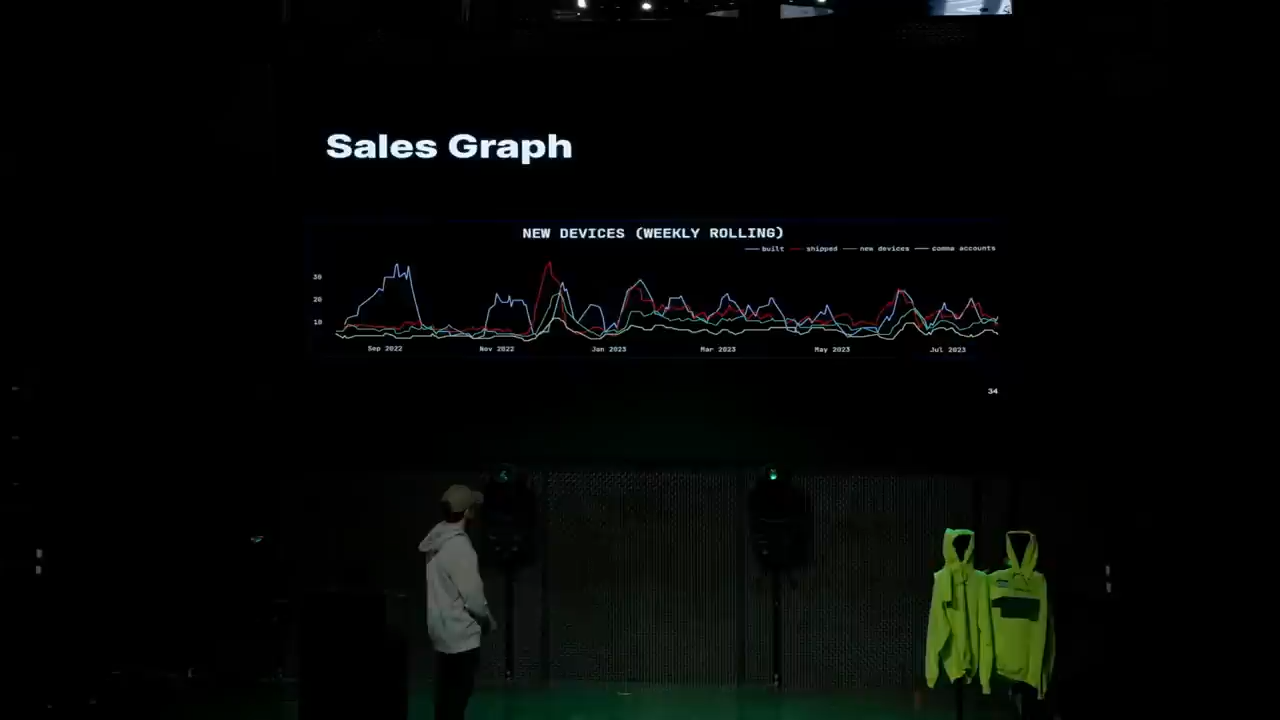 Sales Graph
NEW DEVICES (WEEKLY ROLLING)
built shipped new devices comma accounts
30
20
10
Sep 2022 Nov 2022 Jan 2023 Mar 2023 May 2023 Jul 2023
34